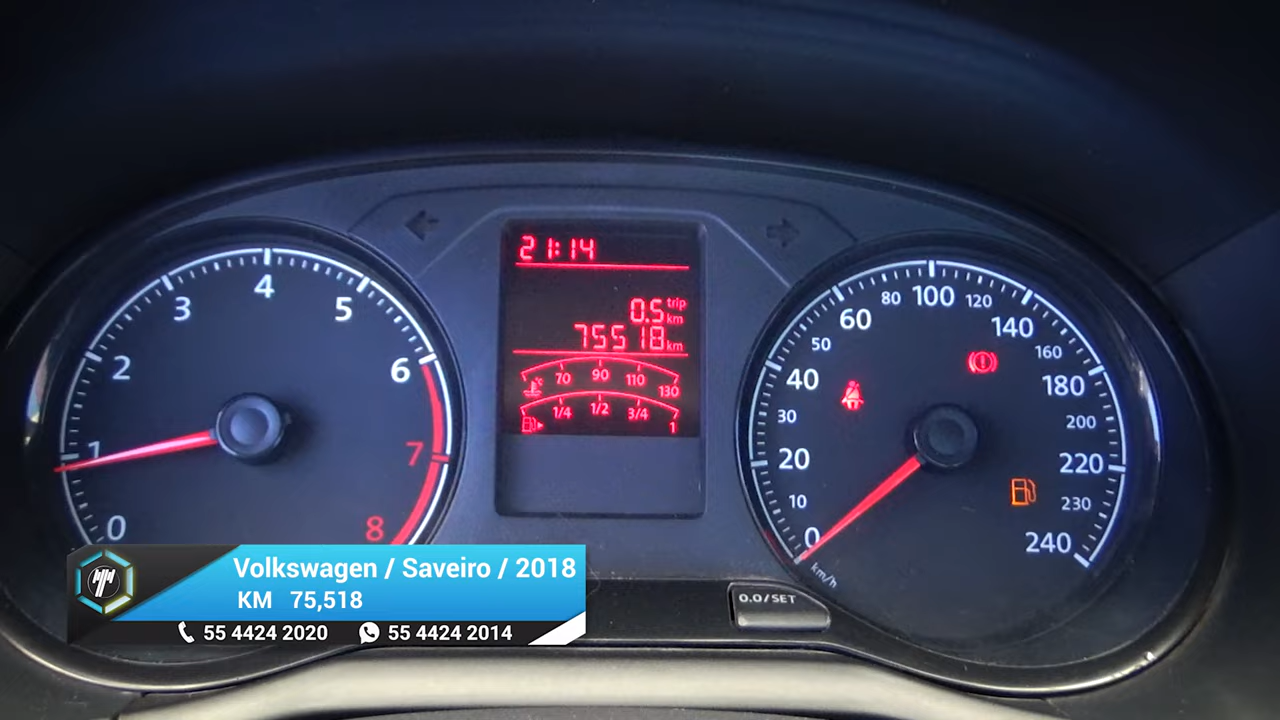 21:14
0.5 trip km
75518 km
70 90 110 130
1/4 1/2 3/4 1
0 1 2 3 4 5 6 7 8
0 10 20 30 40 50 60 80 100 120 140 160 180 200 220 230 240
km/h
0.0/SET
Volkswagen / Saveiro / 2018
KM 75,518
55 4424 2020 55 4424 2014